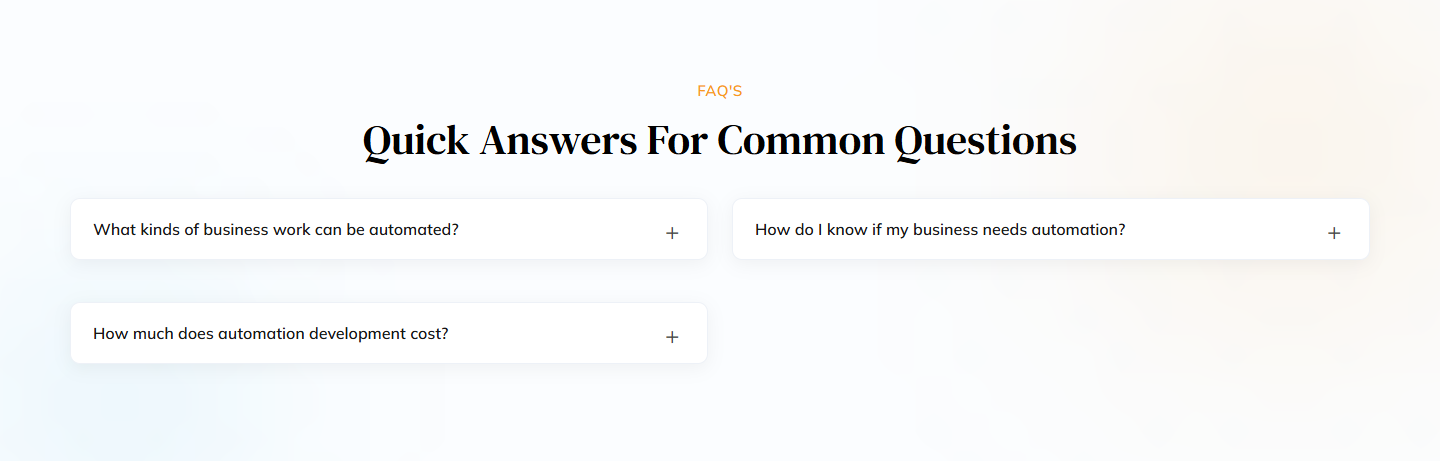 FAQ'S
Quick Answers For Common Questions
What kinds of business work can be automated?
How do I know if my business needs automation?
How much does automation development cost?